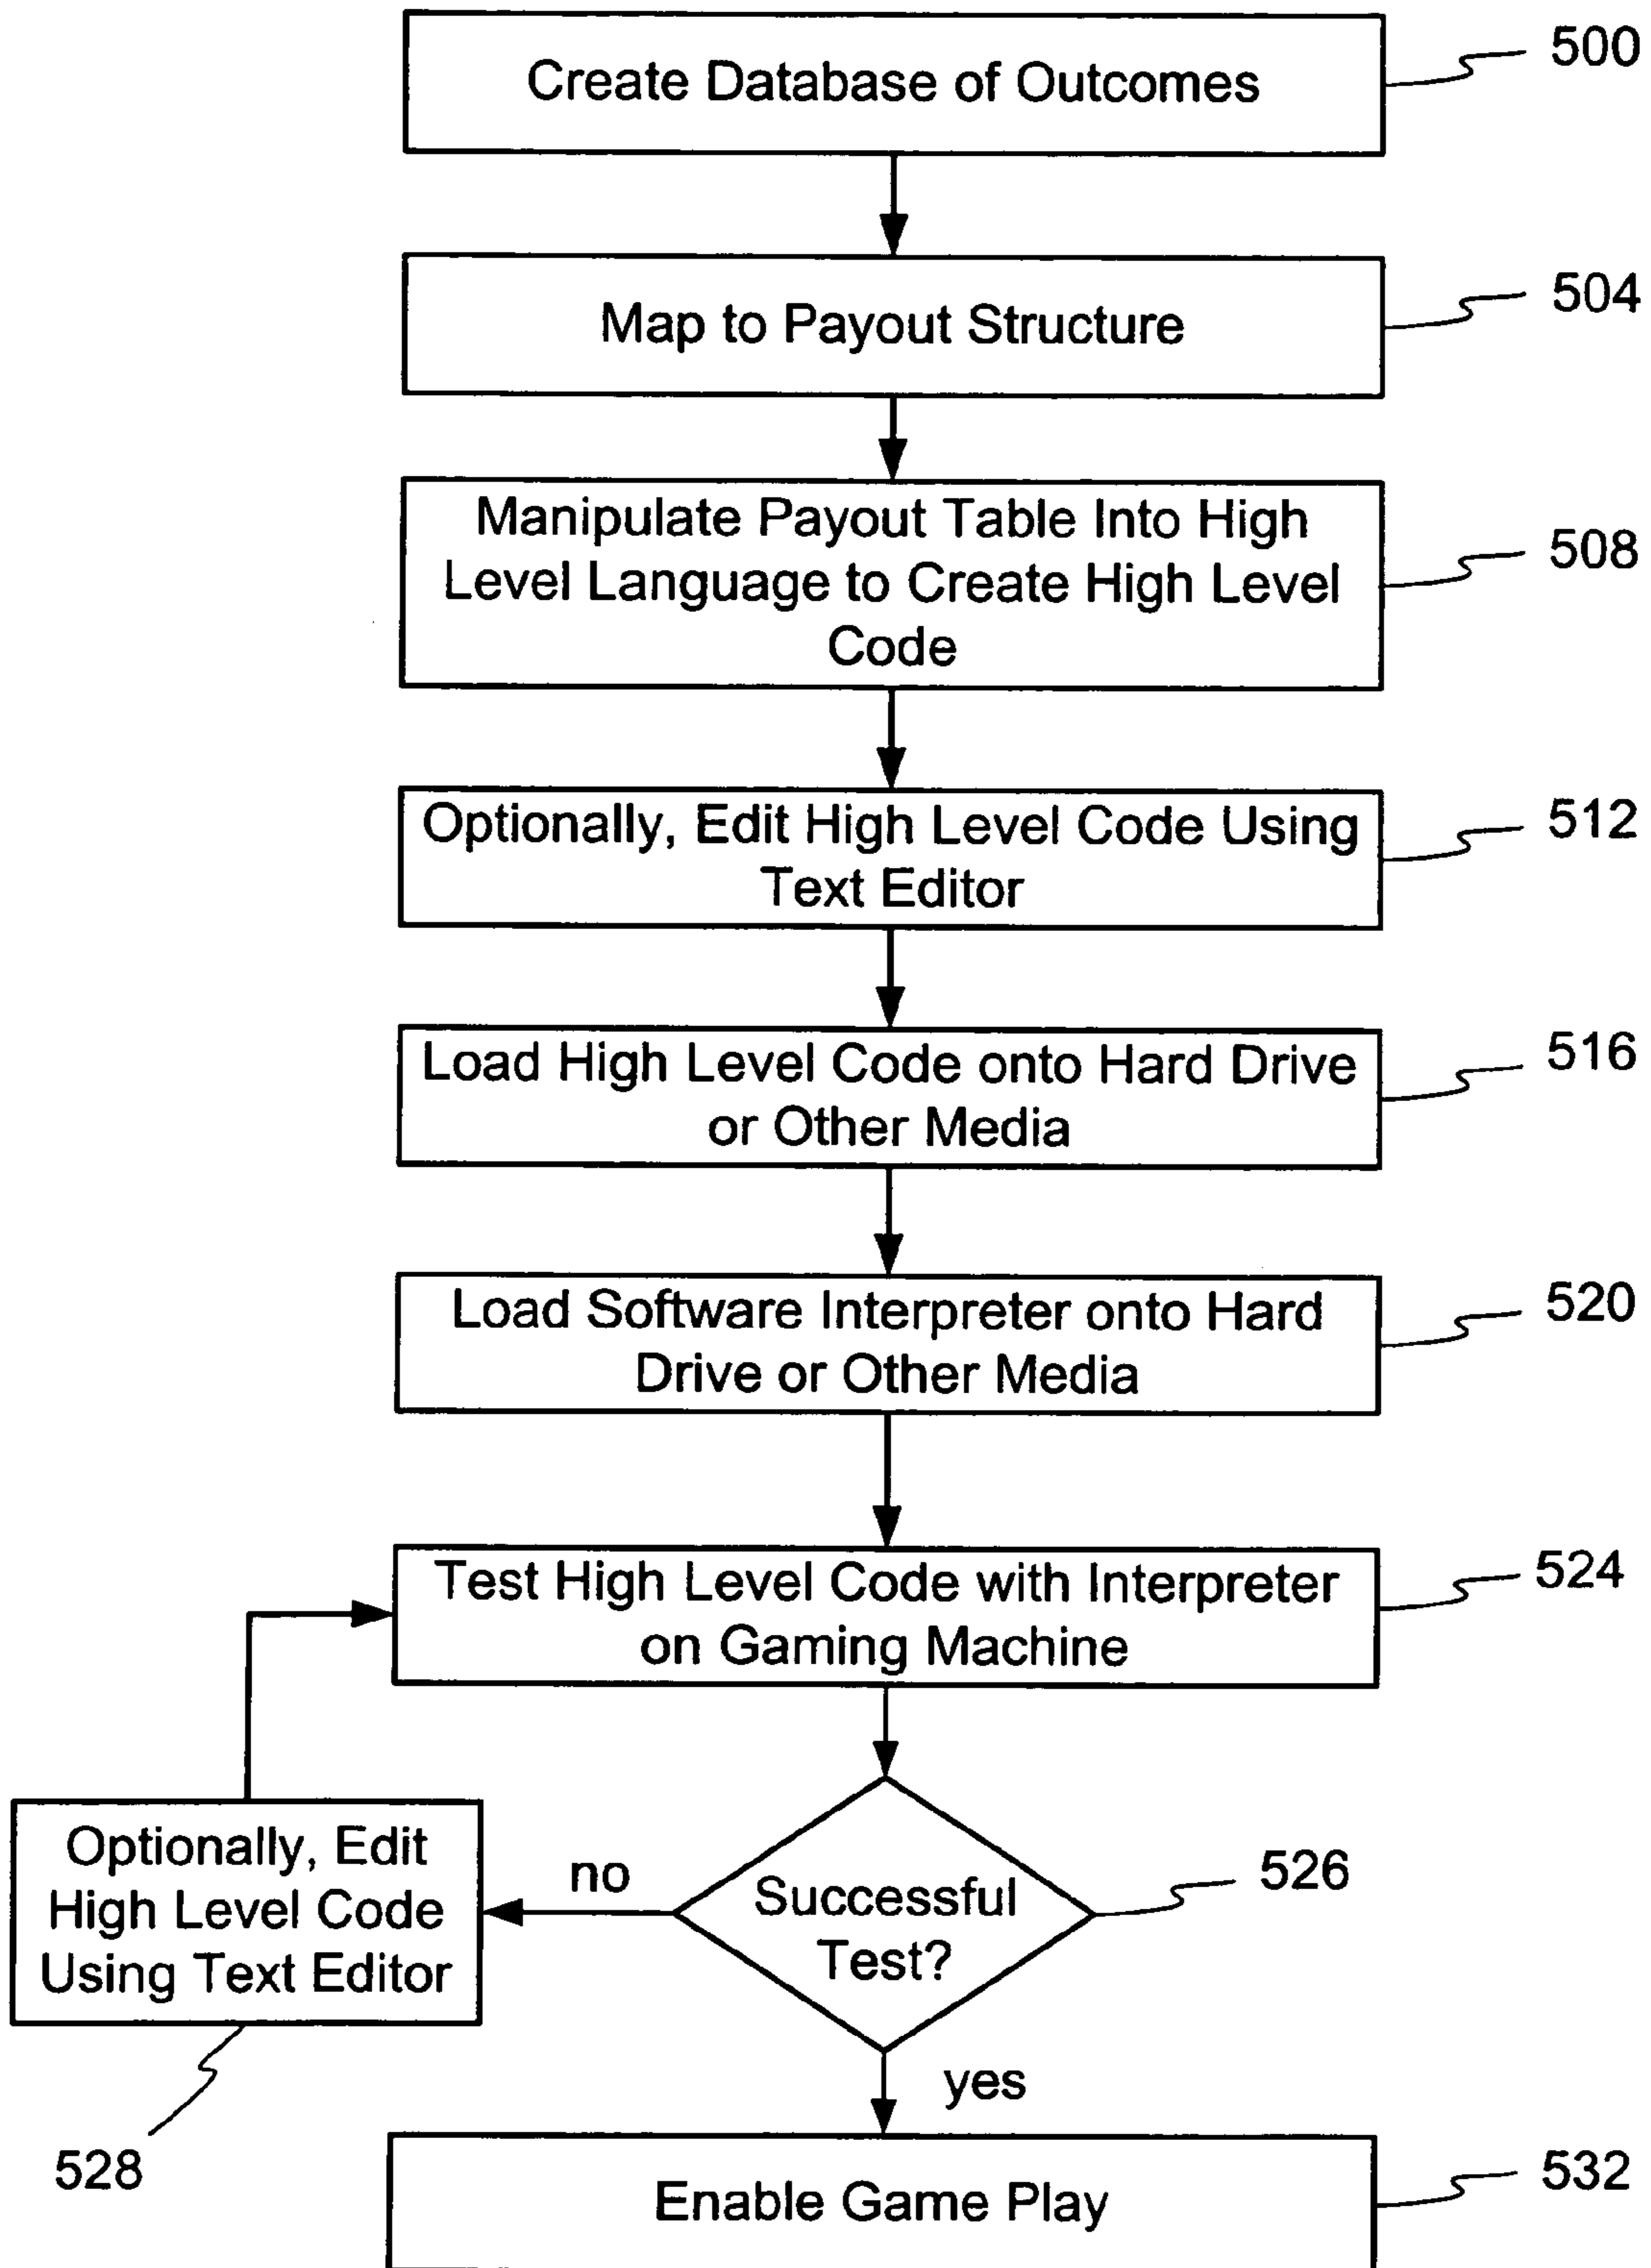 Create Database of Outcomes
500
Map to Payout Structure
504
Manipulate Payout Table Into High
Level Language to Create High Level
Code
508
Optionally, Edit High Level Code Using
Text Editor
512
Load High Level Code onto Hard Drive
or Other Media
516
Load Software Interpreter onto Hard
Drive or Other Media
520
Test High Level Code with Interpreter
on Gaming Machine
524
Optionally, Edit
High Level Code
Using Text Editor
528
no
Successful
Test?
526
yes
Enable Game Play
532